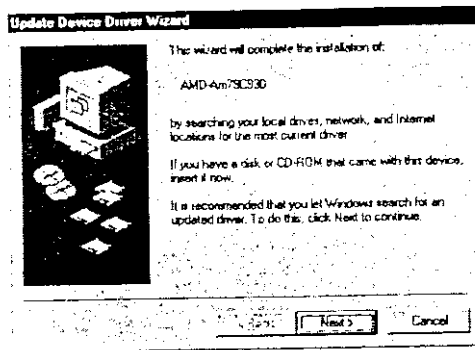 Update Device Driver Wizard
This wizard will complete the installation of:
AMD-Am79C930
by searching your local drives, network, and Internet
locations for the most current driver.
If you have a disk or CD-ROM that came with this device,
insert it now.
It is recommended that you let Windows search for an
updated driver. To do this, click Next to continue.
< Back
Next >
Cancel